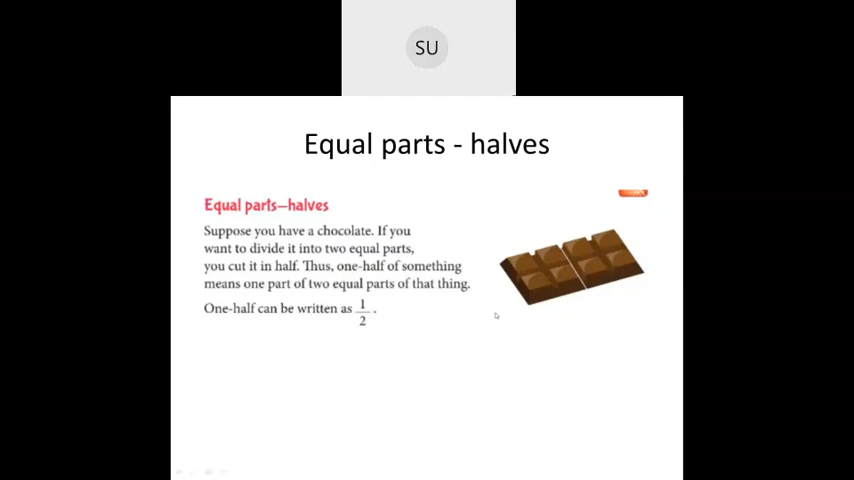 SU
Equal parts - halves
Equal parts—halves
Suppose you have a chocolate. If you
want to divide it into two equal parts,
you cut it in half. Thus, one-half of something
means one part of two equal parts of that thing.
One-half can be written as 1/2 .